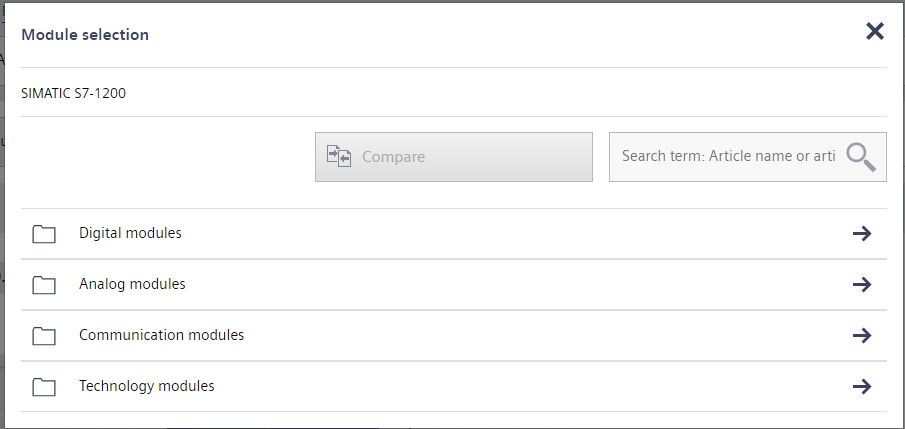 Module selection
SIMATIC S7-1200
Compare
Search term: Article name or arti
Digital modules
Analog modules
Communication modules
Technology modules